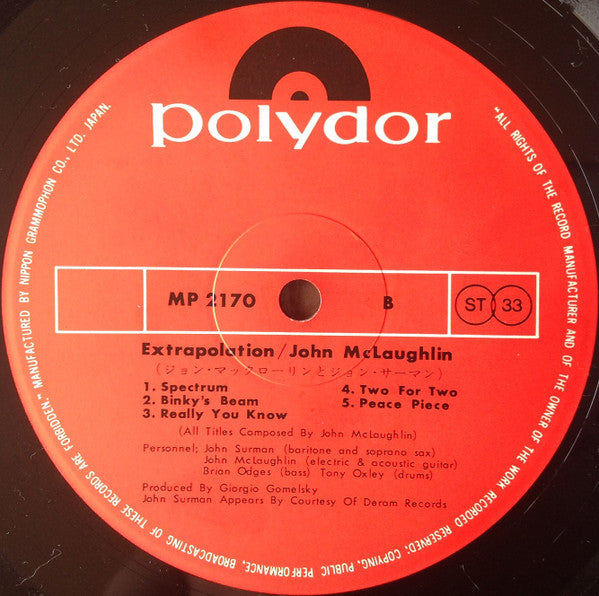 polydor
MP 2170
B
ST 33
Extrapolation/John McLaughlin
(ジョン・マックローリンとジョン・サーマン)
1. Spectrum
2. Binky's Beam
3. Really You Know
4. Two For Two
5. Peace Piece
(All Titles Composed By John McLaughlin)
Personnel; John Surman (baritone and soprano sax)
John McLaughlin (electric & acoustic guitar)
Brian Odges (bass) Tony Oxley (drums)
Produced By Giorgio Gomelsky
John Surman Appears By Courtesy Of Deram Records
"ALL RIGHTS OF THE RECORD MANUFACTURER AND OF THE OWNER OF THE WORK RECORDED RESERVED; COPYING, PUBLIC PERFORMANCE, BROADCASTING OF THESE RECORDS ARE FORBIDDEN." MANUFACTURED BY NIPPON GRAMMOPHON CO., LTD. JAPAN.